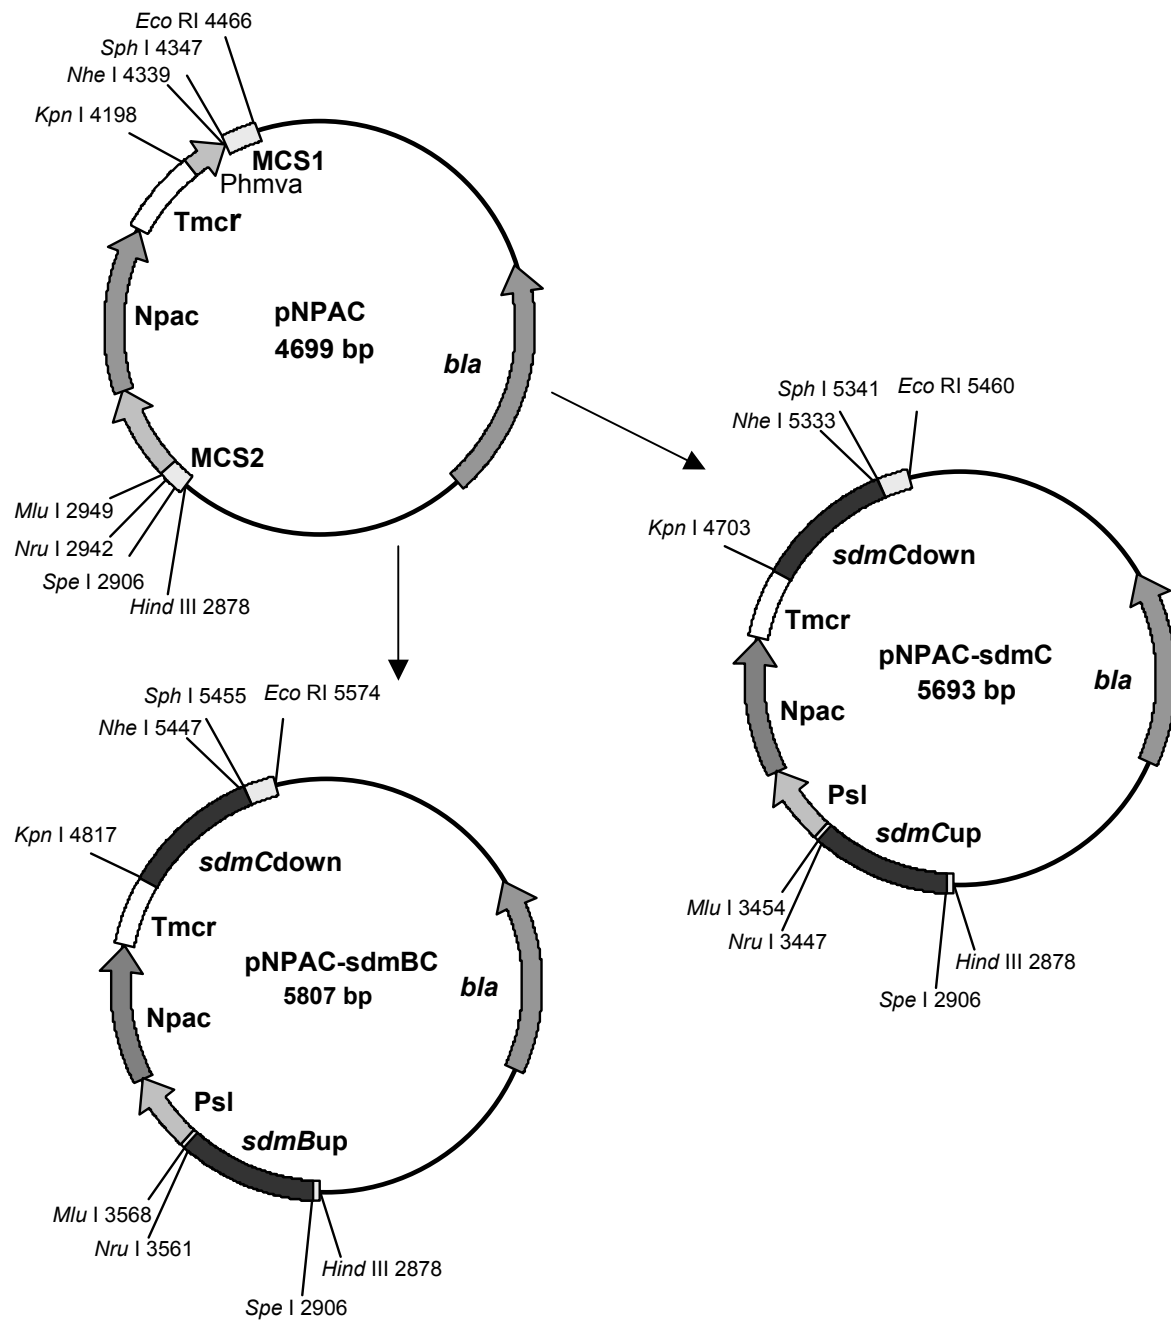 Eco RI 4466
Sph I 4347
Nhe I 4339
Kpn I 4198
MCS1
Phmva
Tmcr
Npac
pNPAC
4699 bp
bla
MCS2
Mlu I 2949
Nru I 2942
Spe I 2906
Hind III 2878
Sph I 5341
Eco RI 5460
Nhe I 5333
Kpn I 4703
sdmCdown
Tmcr
pNPAC-sdmC
5693 bp
bla
Npac
Psl
sdmCup
Mlu I 3454
Nru I 3447
Hind III 2878
Spe I 2906
Sph I 5455
Eco RI 5574
Nhe I 5447
Kpn I 4817
sdmCdown
Tmcr
pNPAC-sdmBC
5807 bp
bla
Npac
Psl
sdmBup
Mlu I 3568
Nru I 3561
Hind III 2878
Spe I 2906